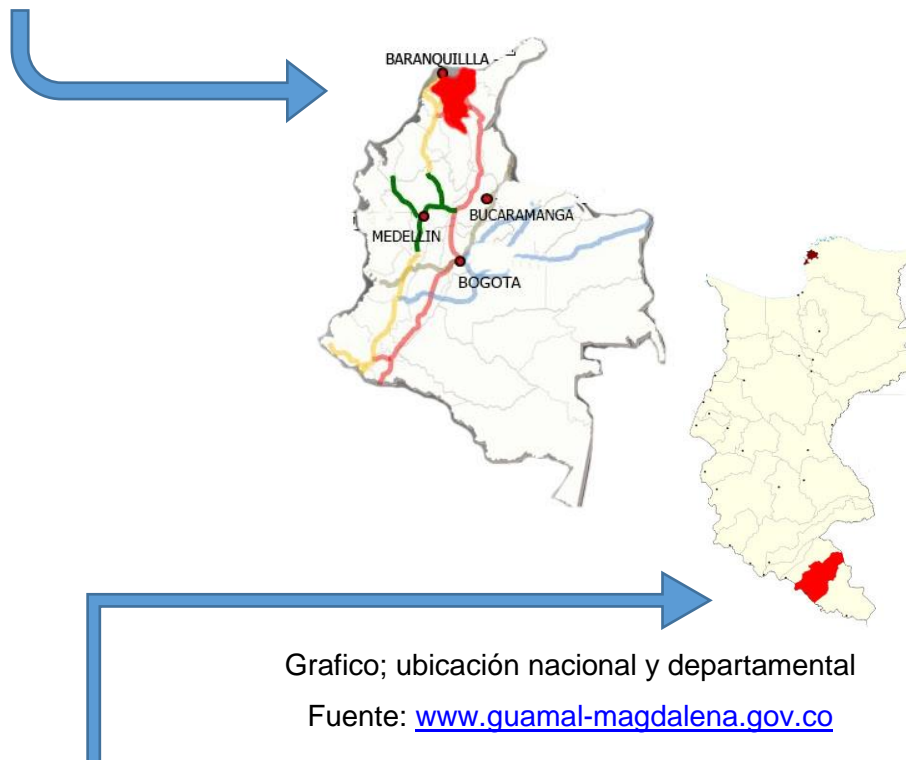 BARANQUILLLA
BUCARAMANGA
MEDELLIN
BOGOTA
Grafico; ubicación nacional y departamental
Fuente: www.guamal-magdalena.gov.co